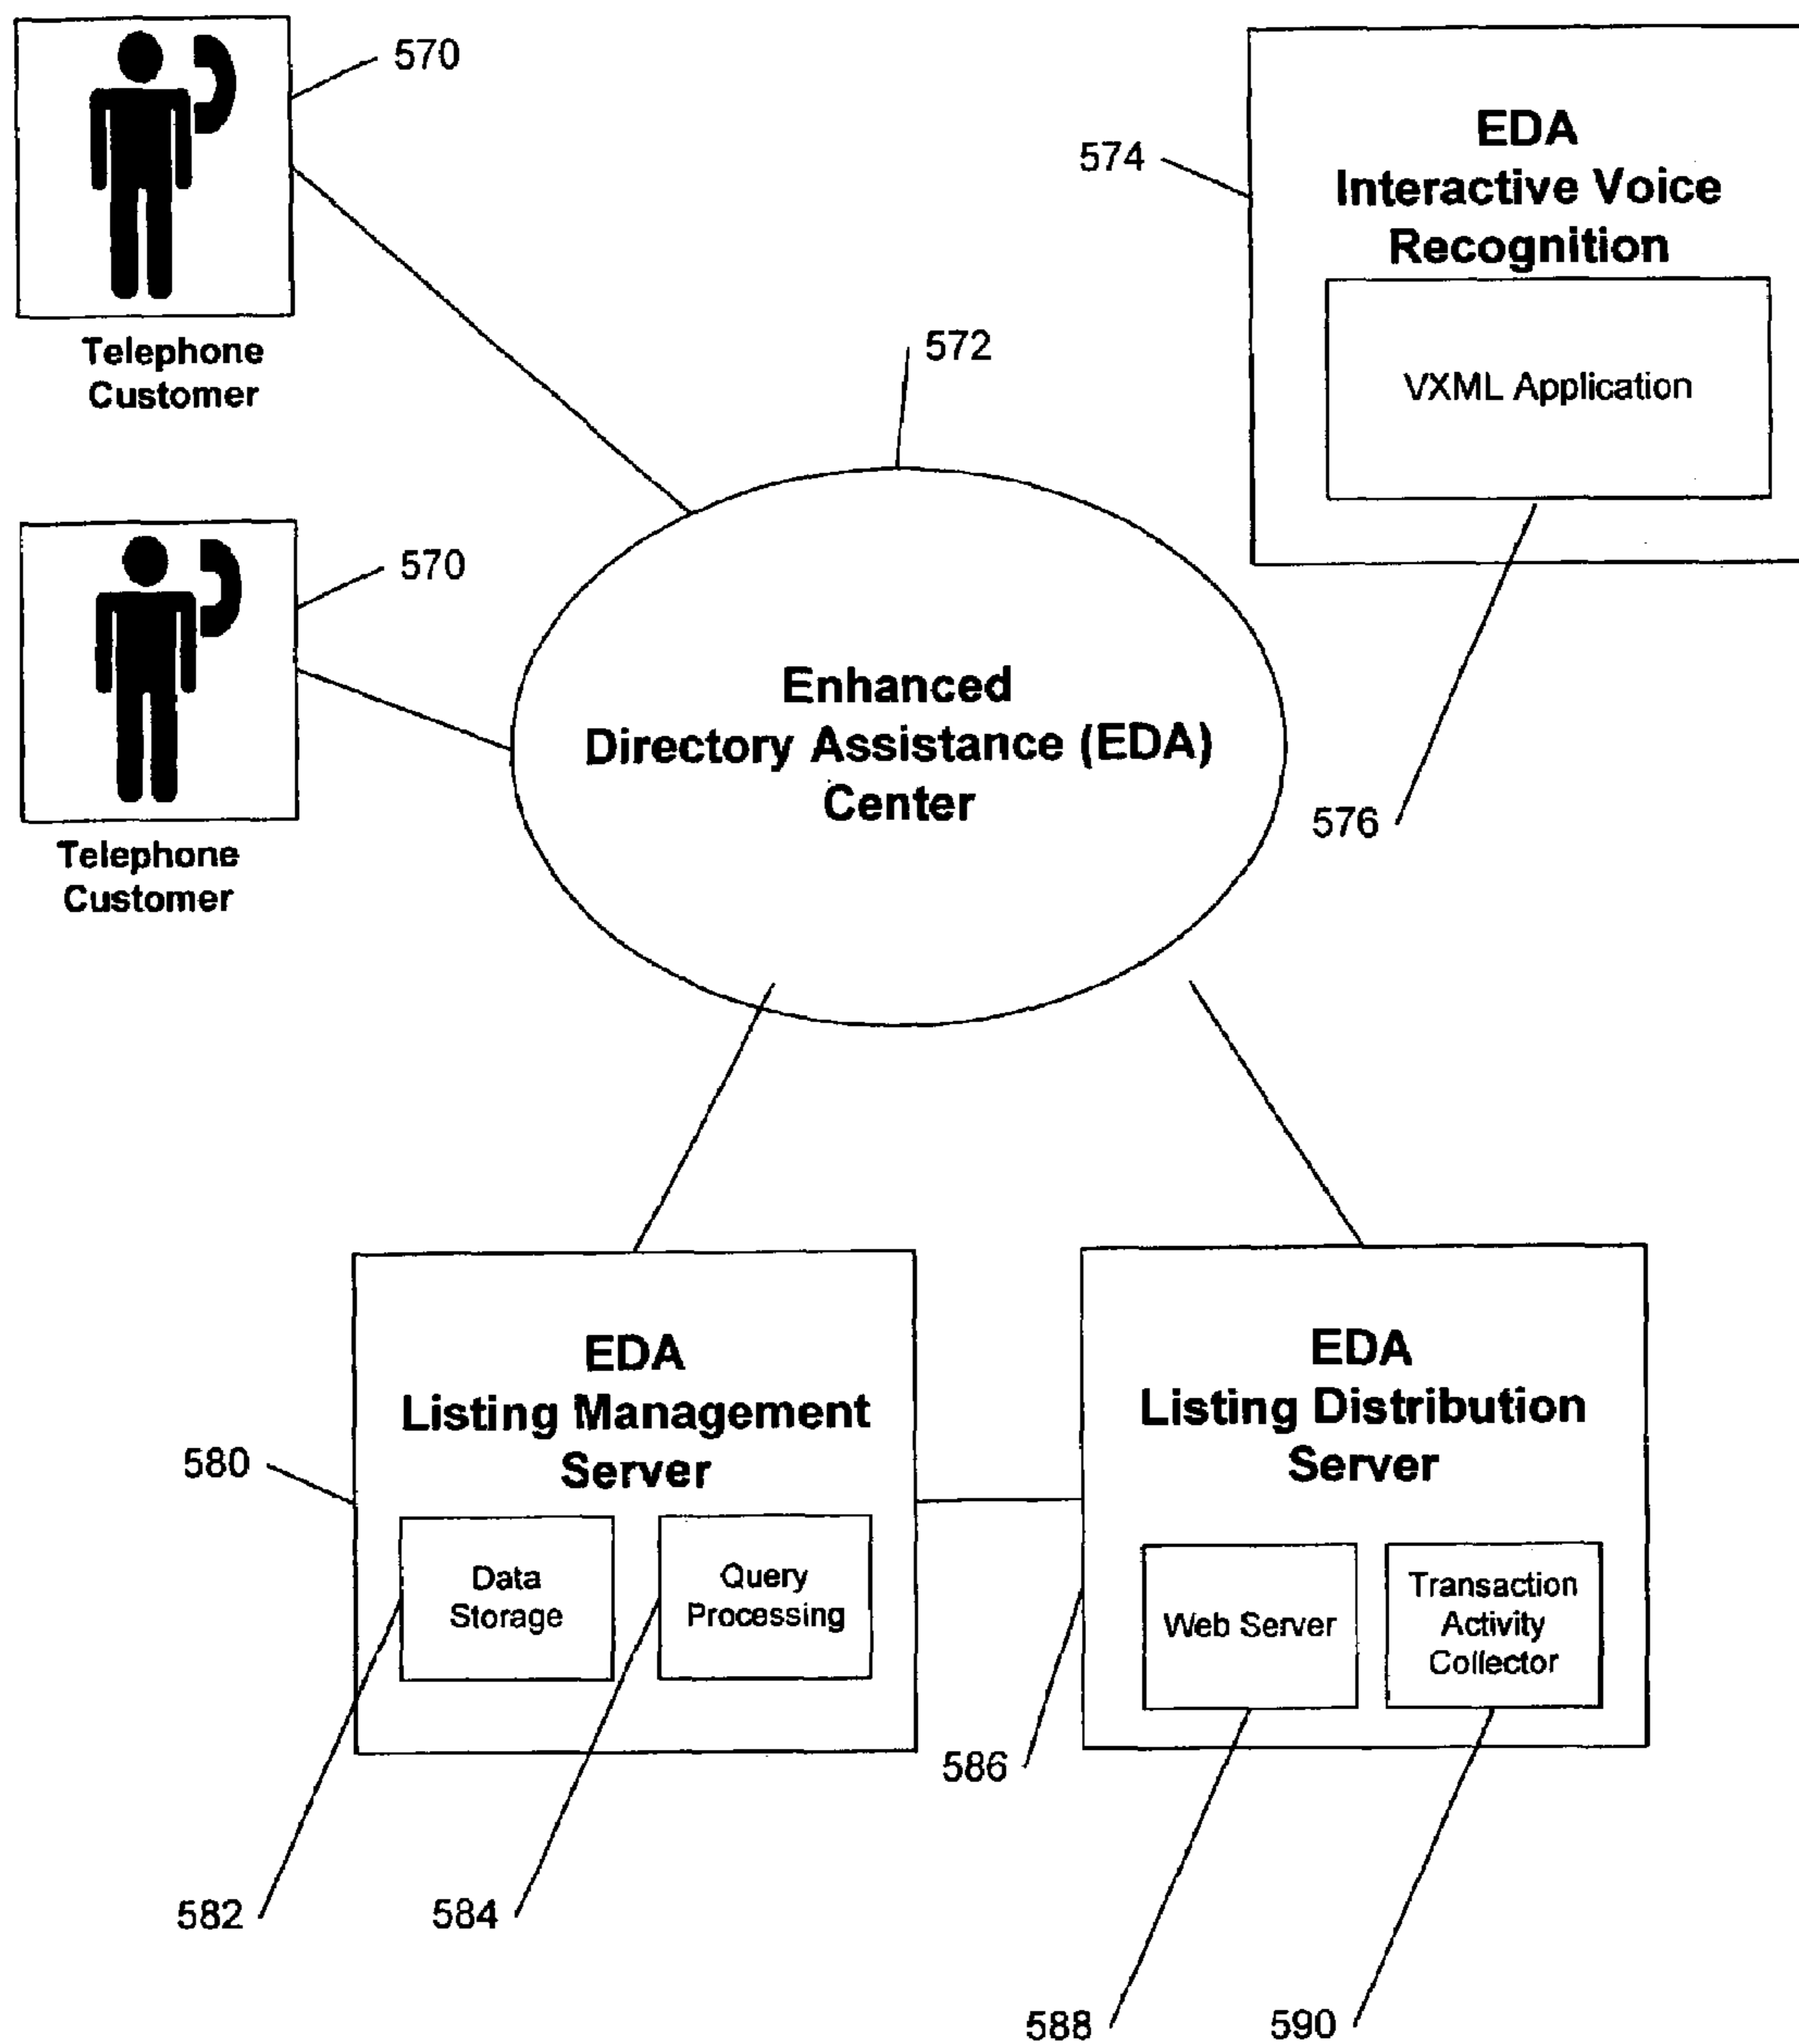 570
Telephone
Customer
574
EDA
Interactive Voice
Recognition
VXML Application
576
572
Enhanced
Directory Assistance (EDA)
Center
570
Telephone
Customer
580
EDA
Listing Management
Server
Data
Storage
Query
Processing
582
584
EDA
Listing Distribution
Server
Web Server
Transaction
Activity
Collector
586
588
590